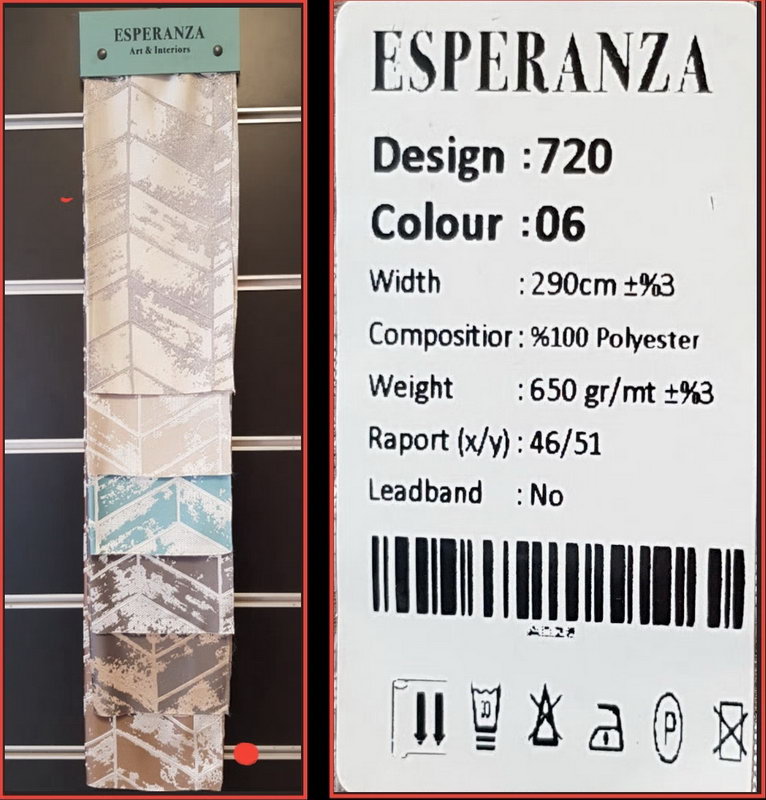 ESPERANZA
Art & Interiors
ESPERANZA
Design :720
Colour :06
Width :290cm ±%3
Compositior: %100 Polyester
Weight :650 gr/mt ±%3
Raport (x/y) : 46/51
Leadband : No
P